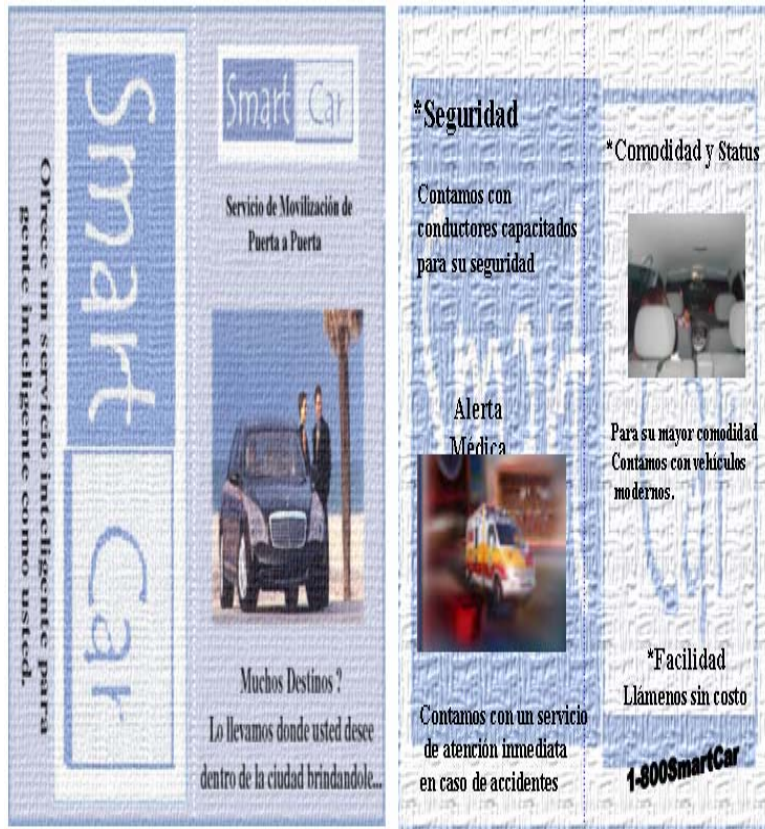 Smart Car
Ofrece un servicio inteligente para
gente inteligente como usted.
Smart Car
Servicio de Movilización de
Puerta a Puerta
Muchos Destinos ?
Lo llevamos donde usted desee
dentro de la ciudad brindandole...
*Seguridad
Contamos con
conductores capacitados
para su seguridad
Alerta
Médica
Contamos con un servicio
de atención inmediata
en caso de accidentes
*Comodidad y Status
Para su mayor comodidad
Contamos con vehículos
modernos.
*Facilidad
Llámenos sin costo
1-800SmartCar